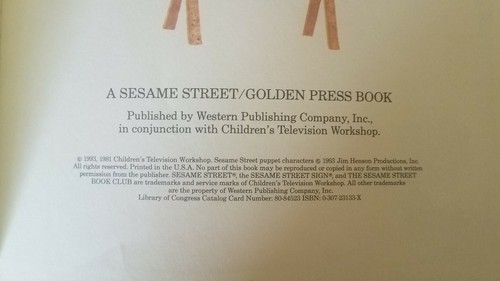 A SESAME STREET/GOLDEN PRESS BOOK
Published by Western Publishing Company, Inc.,
in conjunction with Children's Television Workshop.
© 1993, 1981 Children's Television Workshop. Sesame Street puppet characters © 1993 Jim Henson Productions, Inc.
All rights reserved. Printed in the U.S.A. No part of this book may be reproduced or copied in any form without written
permission from the publisher. SESAME STREET®, the SESAME STREET SIGN®, and THE SESAME STREET
BOOK CLUB are trademarks and service marks of Children's Television Workshop. All other trademarks
are the property of Western Publishing Company, Inc.
Library of Congress Catalog Card Number: 80-84523 ISBN: 0-307-23133-X